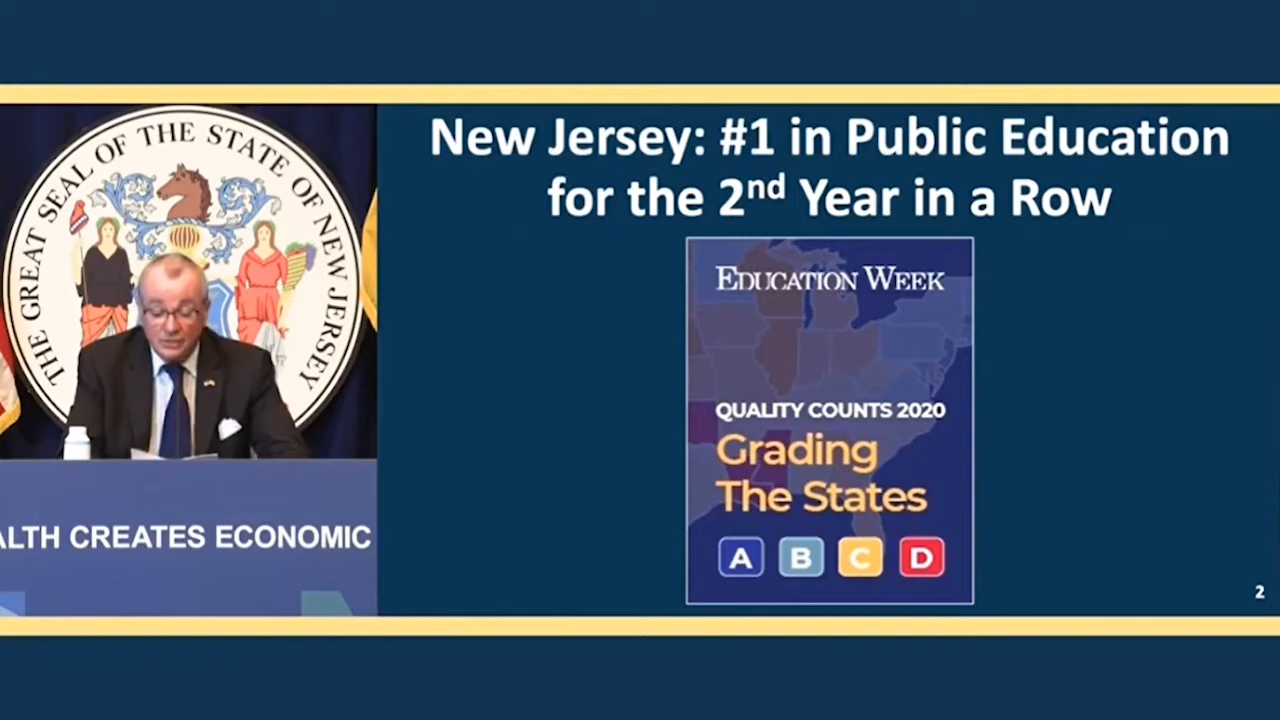 THE GREAT SEAL OF THE STATE OF NEW JERSEY
ALTH CREATES ECONOMIC
New Jersey: #1 in Public Education
for the 2nd Year in a Row
EDUCATION WEEK
QUALITY COUNTS 2020
Grading
The States
A B C D
2